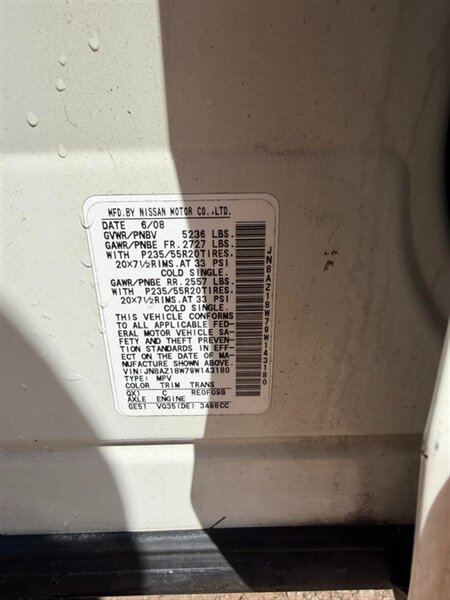 MFD.BY NISSAN MOTOR CO.,LTD.
DATE 6/08
GVWR/PNBV 5236 LBS.
GAWR/PNBE FR.2727 LBS.
WITH P235/55R20TIRES.
20X7½RIMS.AT 33 PSI
COLD SINGLE.
GAWR/PNBE RR.2557 LBS.
WITH P235/55R20TIRES.
20X7½RIMS.AT 33 PSI
COLD SINGLE.
THIS VEHICLE CONFORMS
TO ALL APPLICABLE FED-
ERAL MOTOR VEHICLE SA-
FETY AND THEFT PREVEN-
TION STANDARDS IN EFF-
ECT ON THE DATE OF MA-
NUFACTURE SHOWN ABOVE.
VIN:JN8AZ18W79W143180
TYPE: MPV
COLOR TRIM TRANS
QX1 C RE0F09B
AXLE ENGINE
GE51 VQ35(DE) 3498CC
JN8AZ18W79W143180